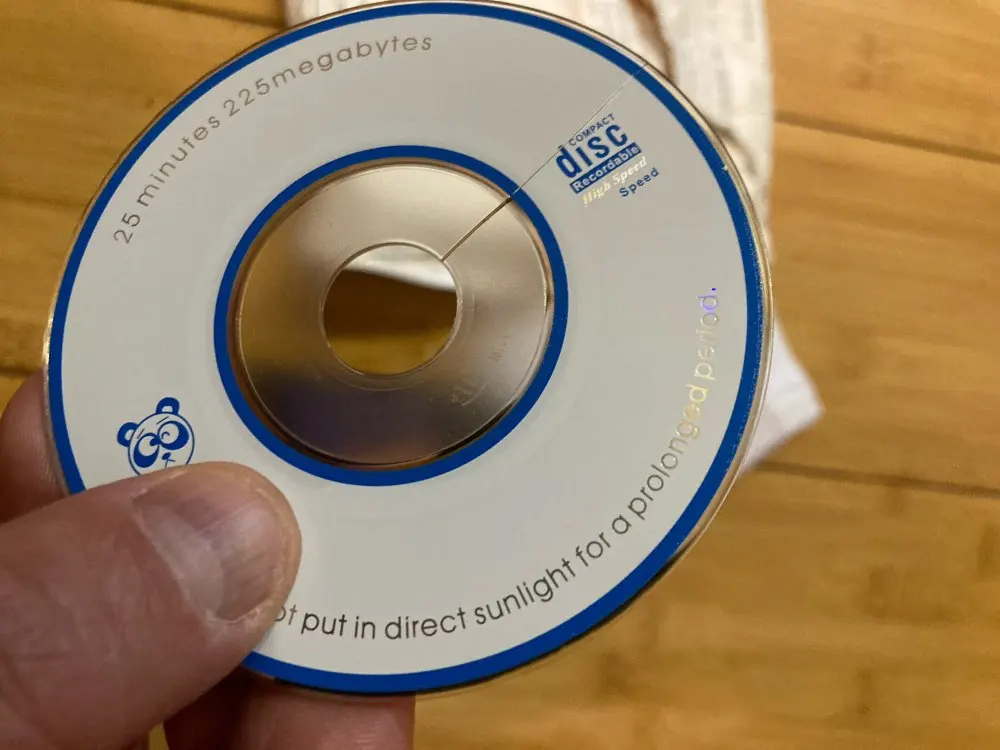 25 minutes 225megabytes
COMPACT
disc
Recordable
High Speed
Speed
put in direct sunlight for a prolonged period.